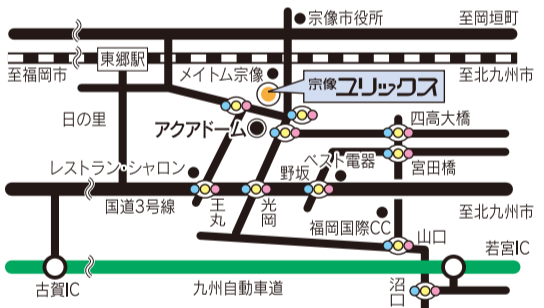 宗像市役所
至岡垣町
東郷駅
至福岡市
メイトム宗像
宗像ユリックス
至北九州市
日の里
アクアドーム
四高大橋
レストラン・シャロン
ベスト電器
野坂
宮田橋
国道3号線
王丸
光岡
至北九州市
福岡国際CC
山口
若宮IC
古賀IC
九州自動車道
沼口